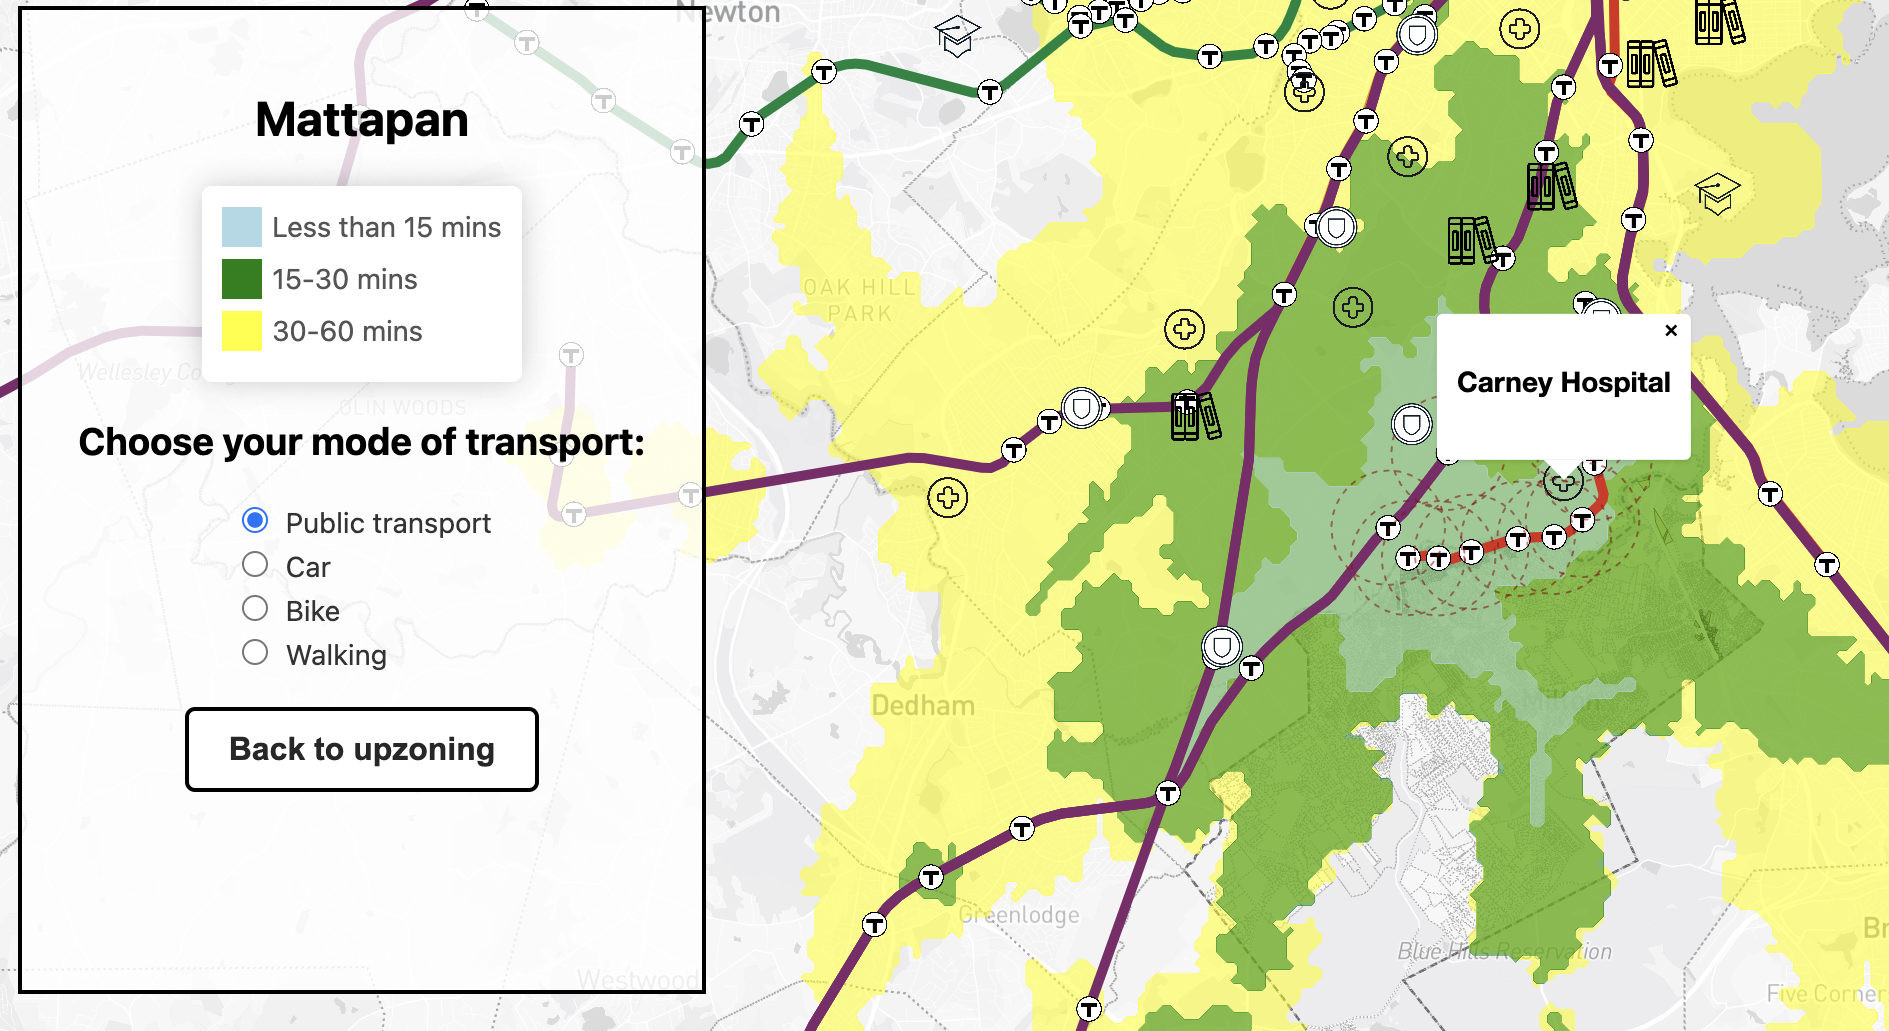 Newton
Mattapan
Less than 15 mins
15-30 mins
30-60 mins
OAK HILL
PARK
OLIN WOODS
Choose your mode of transport:
Public transport
Car
Bike
Walking
Back to upzoning
Carney Hospital
×
Dedham
Greenlodge
Westwood
Blue Hills Reservation
Five Corner
Br
T